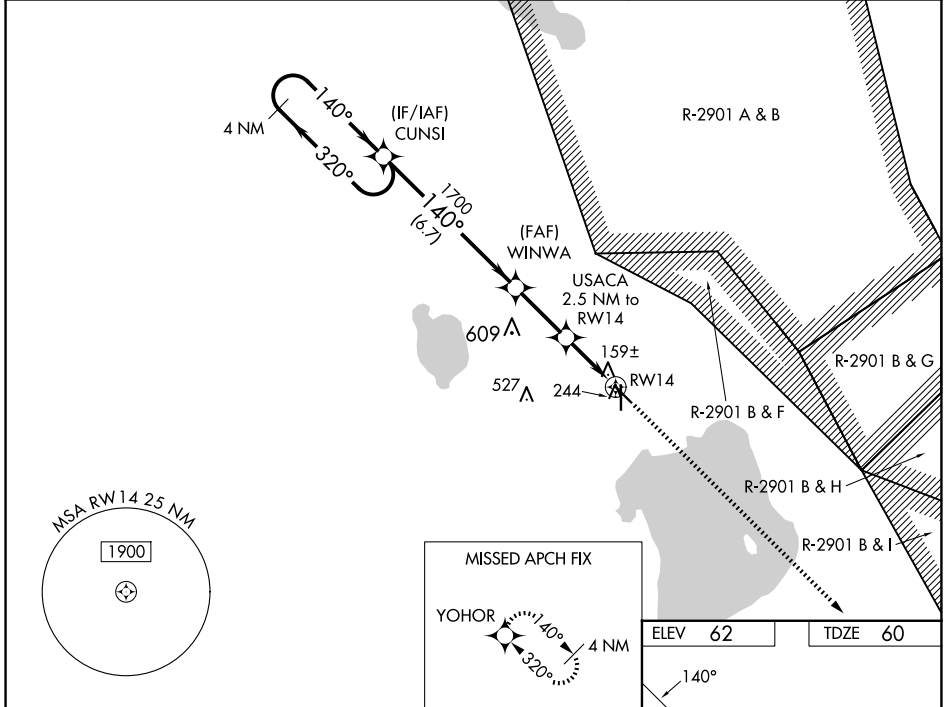 R-2901 A & B
140°
(IF/IAF)
CUNSI
4 NM
320°
1700
140°
(6.7)
(FAF)
WINWA
USACA
2.5 NM to
RW14
609
159±
R-2901 B & G
527
244
RW14
R-2901 B & F
R-2901 B & H
MSA RW14 25 NM
1900
R-2901 B & I
MISSED APCH FIX
YOHOR
140°
4 NM
320°
ELEV 62
TDZE 60
140°